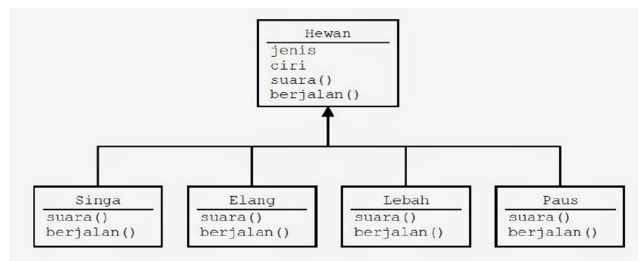 Hewan
jenis
ciri
suara()
berjalan()
Singa
suara()
berjalan()
Elang
suara()
berjalan()
Lebah
suara()
berjalan()
Paus
suara()
berjalan()